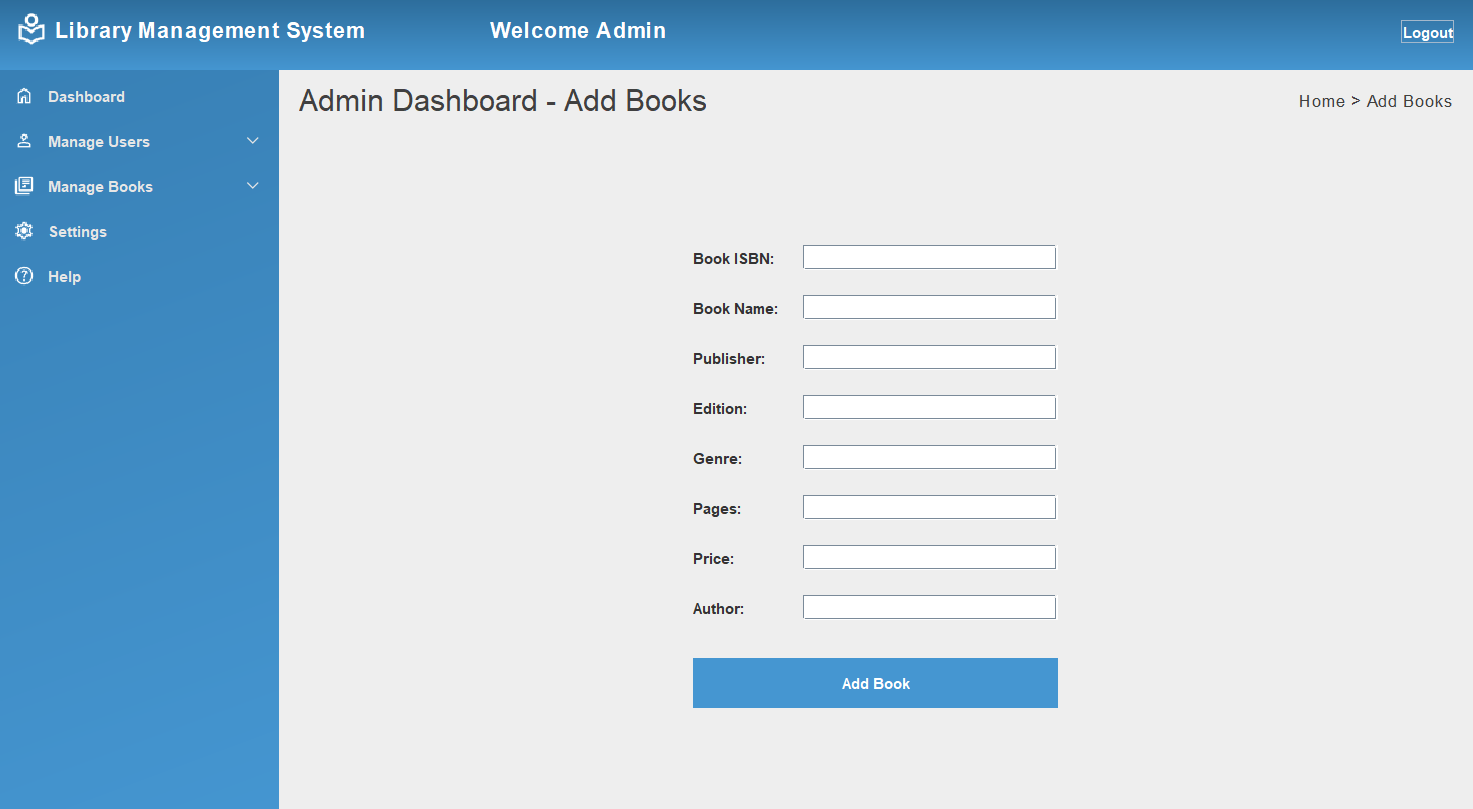 Library Management System
Welcome Admin
Logout
Dashboard
Manage Users
Manage Books
Settings
Help
Admin Dashboard - Add Books
Home > Add Books
Book ISBN:
Book Name:
Publisher:
Edition:
Genre:
Pages:
Price:
Author:
Add Book